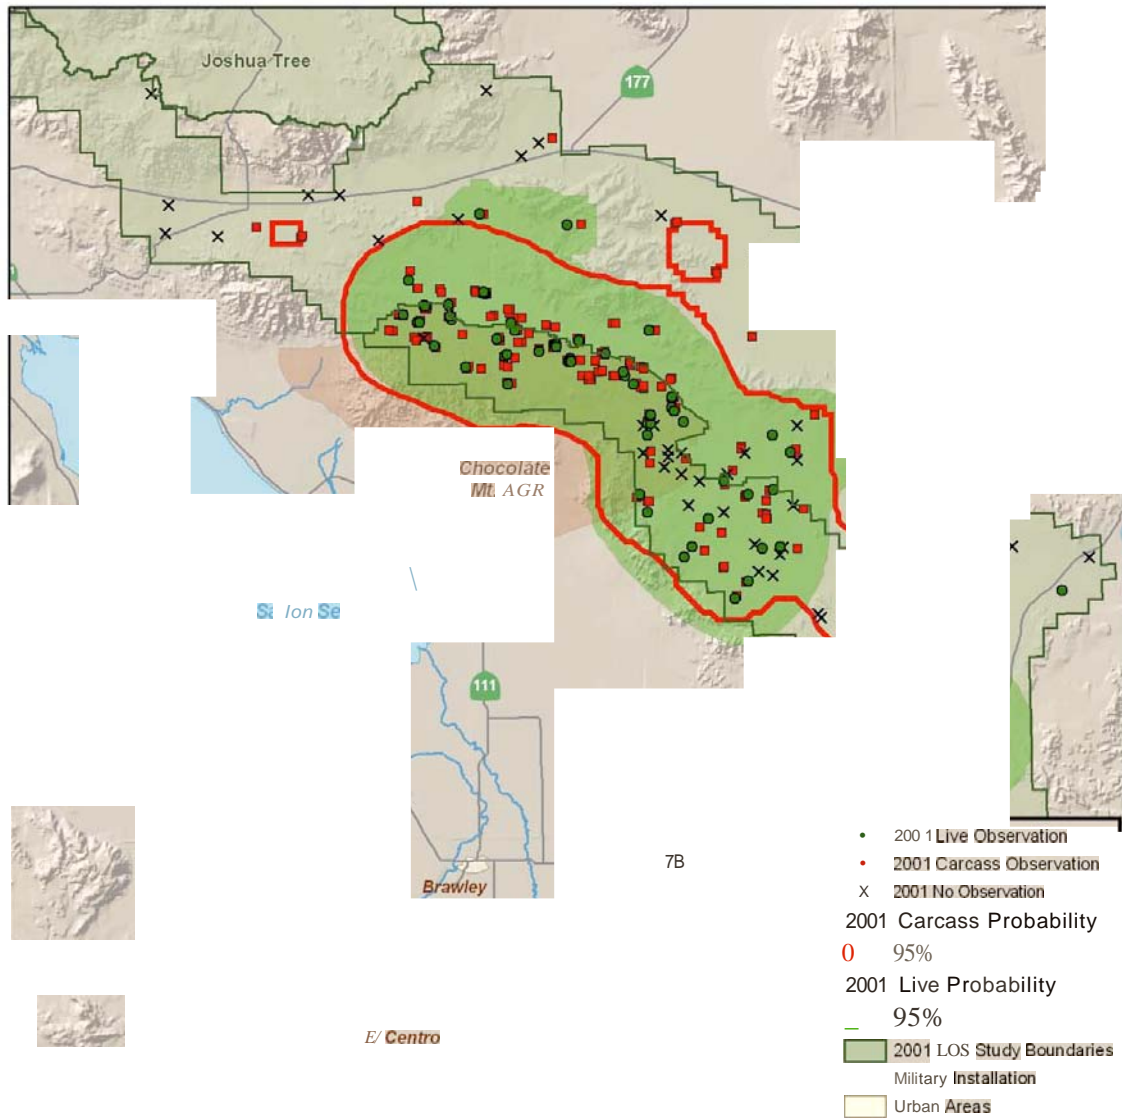 Joshua Tree
177
Chocolate
Mt. AGR
Sa Ion Se
111
Brawley
7B
E/ Centro
200 1 Live Observation
2001 Carcass Observation
X 2001 No Observation
2001 Carcass Probability
0 95%
2001 Live Probability
_ 95%
2001 LOS Study Boundaries
Military Installation
Urban Areas